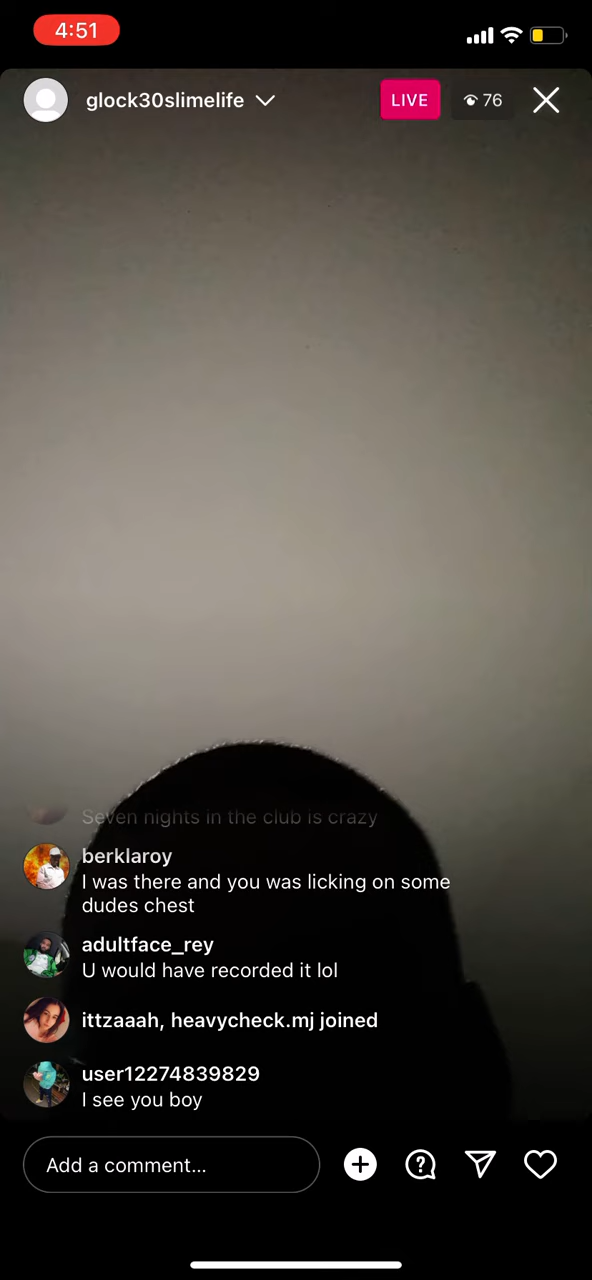 4:51
glock30slimelife
LIVE
76
Seven nights in the club is crazy
berklaroy
I was there and you was licking on some
dudes chest
adultface_rey
U would have recorded it lol
ittzaaah, heavycheck.mj joined
user12274839829
I see you boy
Add a comment...